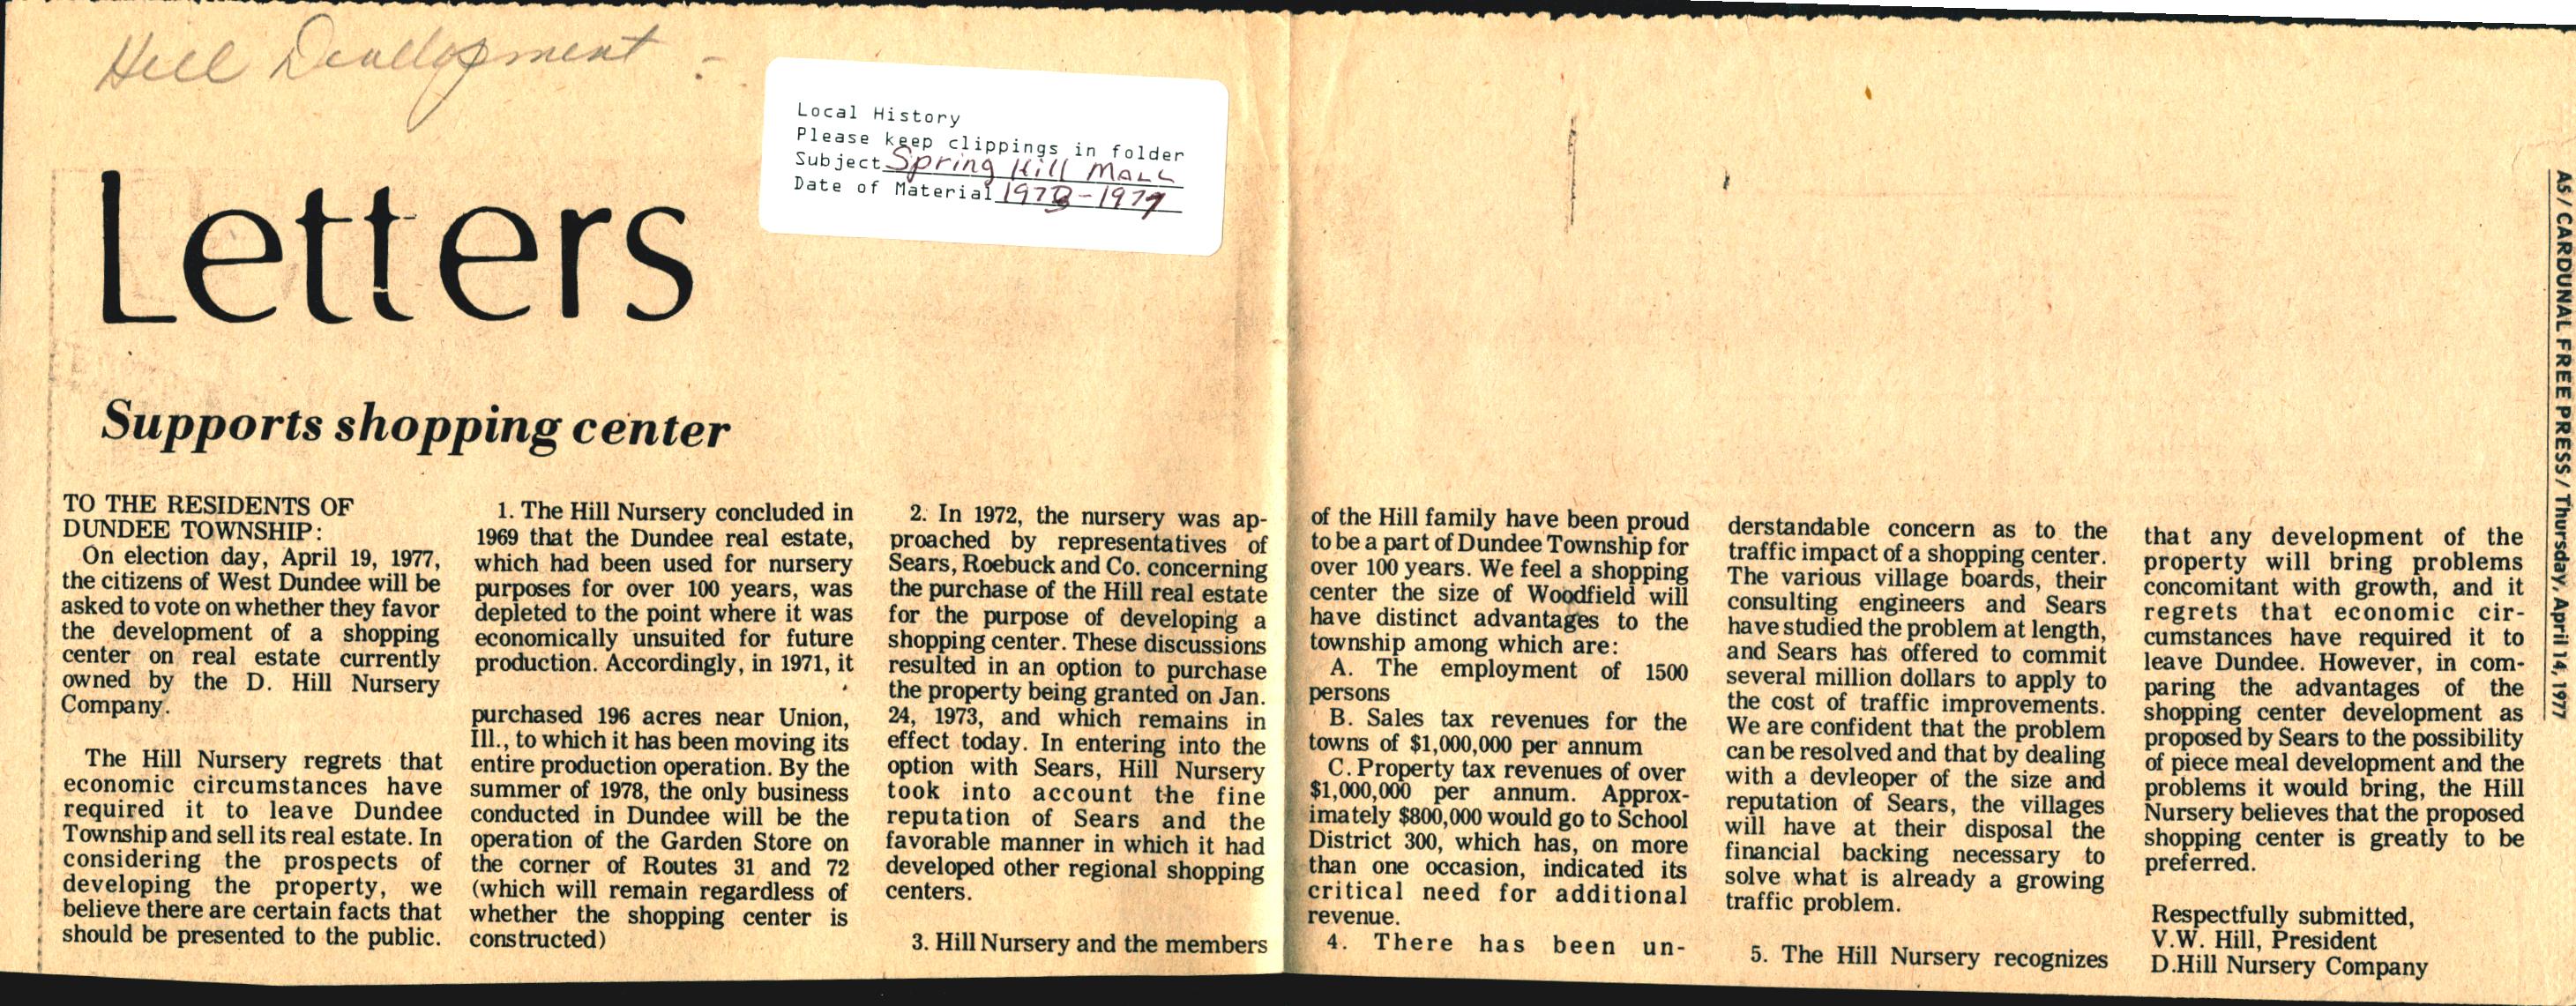 Hill Development -
Local History
Please keep clippings in folder
Subject Spring Hill MALL
Date of Material 1973-1977
Letters
Supports shopping center
TO THE RESIDENTS OF
DUNDEE TOWNSHIP:
On election day, April 19, 1977,
the citizens of West Dundee will be
asked to vote on whether they favor
the development of a shopping
center on real estate currently
owned by the D. Hill Nursery
Company.
The Hill Nursery regrets that
economic circumstances have
required it to leave Dundee
Township and sell its real estate. In
considering the prospects of
developing the property, we
believe there are certain facts that
should be presented to the public.
1. The Hill Nursery concluded in
1969 that the Dundee real estate,
which had been used for nursery
purposes for over 100 years, was
depleted to the point where it was
economically unsuited for future
production. Accordingly, in 1971, it
purchased 196 acres near Union,
Ill., to which it has been moving its
entire production operation. By the
summer of 1978, the only business
conducted in Dundee will be the
operation of the Garden Store on
the corner of Routes 31 and 72
(which will remain regardless of
whether the shopping center is
constructed)
2. In 1972, the nursery was ap-
proached by representatives of
Sears, Roebuck and Co. concerning
the purchase of the Hill real estate
for the purpose of developing a
shopping center. These discussions
resulted in an option to purchase
the property being granted on Jan.
24, 1973, and which remains in
effect today. In entering into the
option with Sears, Hill Nursery
took into account the fine
reputation of Sears and the
favorable manner in which it had
developed other regional shopping
centers.
3. Hill Nursery and the members
of the Hill family have been proud
to be a part of Dundee Township for
over 100 years. We feel a shopping
center the size of Woodfield will
have distinct advantages to the
township among which are:
A. The employment of 1500
persons
B. Sales tax revenues for the
towns of $1,000,000 per annum
C. Property tax revenues of over
$1,000,000 per annum. Approx-
imately $800,000 would go to School
District 300, which has, on more
than one occasion, indicated its
critical need for additional
revenue.
4. There has been un-
derstandable concern as to the
traffic impact of a shopping center.
The various village boards, their
consulting engineers and Sears
have studied the problem at length,
and Sears has offered to commit
several million dollars to apply to
the cost of traffic improvements.
We are confident that the problem
can be resolved and that by dealing
with a devleoper of the size and
reputation of Sears, the villages
will have at their disposal the
financial backing necessary to
solve what is already a growing
traffic problem.
5. The Hill Nursery recognizes
that any development of the
property will bring problems
concomitant with growth, and it
regrets that economic cir-
cumstances have required it to
leave Dundee. However, in com-
paring the advantages of the
shopping center development as
proposed by Sears to the possibility
of piece meal development and the
problems it would bring, the Hill
Nursery believes that the proposed
shopping center is greatly to be
preferred.
Respectfully submitted,
V.W. Hill, President
D.Hill Nursery Company
A5 / CARDUNAL FREE PRESS / Thursday, April 14, 1977